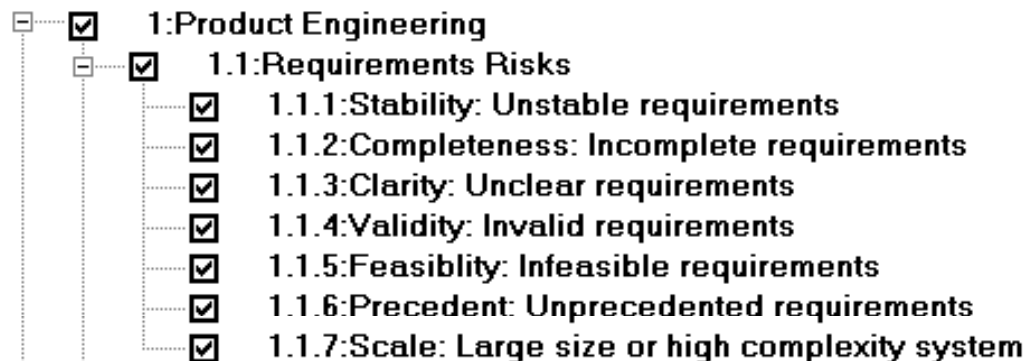 1:Product Engineering
1.1:Requirements Risks
1.1.1:Stability: Unstable requirements
1.1.2:Completeness: Incomplete requirements
1.1.3:Clarity: Unclear requirements
1.1.4:Validity: Invalid requirements
1.1.5:Feasiblity: Infeasible requirements
1.1.6:Precedent: Unprecedented requirements
1.1.7:Scale: Large size or high complexity system